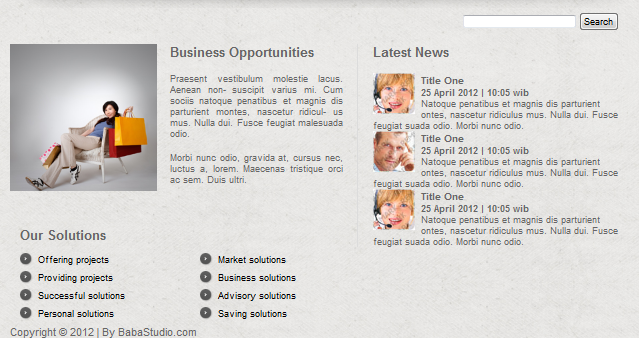 Search
Business Opportunities
Praesent vestibulum molestie lacus.
Aenean non- suscipit varius mi. Cum
sociis natoque penatibus et magnis dis
parturient montes, nascetur ridicul- us
mus. Nulla dui. Fusce feugiat malesuada
odio.
Morbi nunc odio, gravida at, cursus nec,
luctus a, lorem. Maecenas tristique orci
ac sem. Duis ultri.
Latest News
Title One
25 April 2012 | 10:05 wib
Natoque penatibus et magnis dis parturient
ontes, nascetur ridiculus mus. Nulla dui. Fusce
feugiat suada odio. Morbi nunc odio.
Title One
25 April 2012 | 10:05 wib
Natoque penatibus et magnis dis parturient
ontes, nascetur ridiculus mus. Nulla dui. Fusce
feugiat suada odio. Morbi nunc odio.
Title One
25 April 2012 | 10:05 wib
Natoque penatibus et magnis dis parturient
ontes, nascetur ridiculus mus. Nulla dui. Fusce
feugiat suada odio. Morbi nunc odio.
Our Solutions
Offering projects
Providing projects
Successful solutions
Personal solutions
Market solutions
Business solutions
Advisory solutions
Saving solutions
Copyright © 2012 | By BabaStudio.com